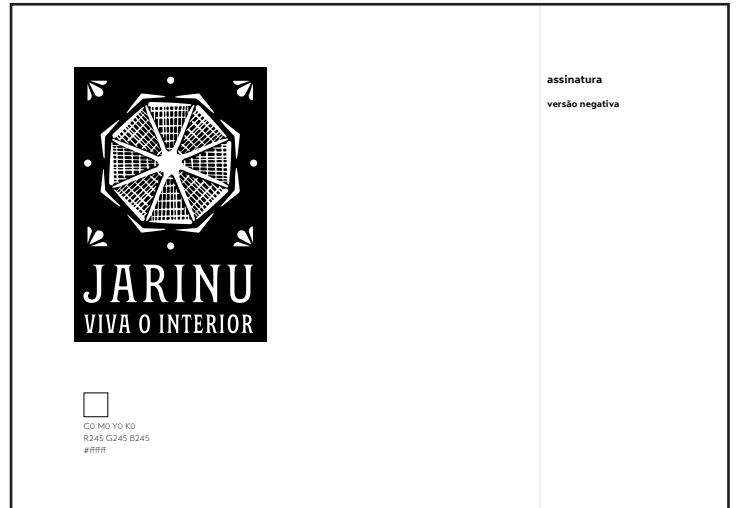 assinatura
versão negativa
JARINU
VIVA O INTERIOR
C0 M0 Y0 K0
R245 G245 B245
#ffffff